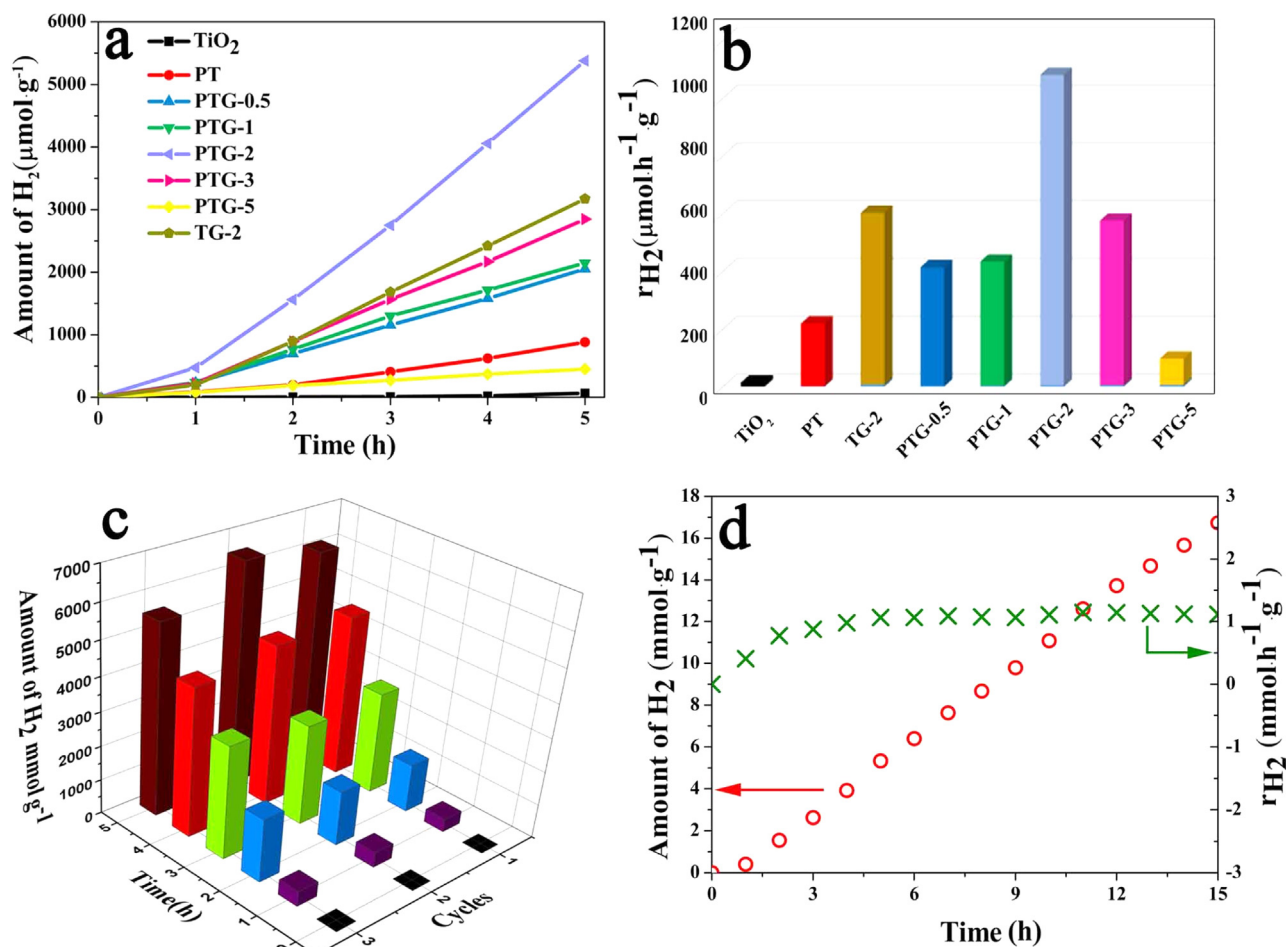 a
6000
5000
4000
3000
2000
1000
0
Amount of H₂(μmol·g⁻¹)
TiO₂
PT
PTG-0.5
PTG-1
PTG-2
PTG-3
PTG-5
TG-2
0 1 2 3 4 5
Time (h)
b
1200
1000
800
600
400
200
0
rH2(μmol·h⁻¹·g⁻¹)
TiO₂ PT TG-2 PTG-0.5 PTG-1 PTG-2 PTG-3 PTG-5
c
7000
6000
5000
4000
3000
2000
1000
0
Amount of H₂ mmolg⁻¹
5 4 3 2 1
Time(h)
3 2 1
Cycles
d
18
16
14
12
10
8
6
4
2
0
Amount of H2 (mmol·g⁻¹)
3
2
1
0
-1
-2
-3
rH2 (mmol·h⁻¹·g⁻¹)
0 3 6 9 12 15
Time (h)